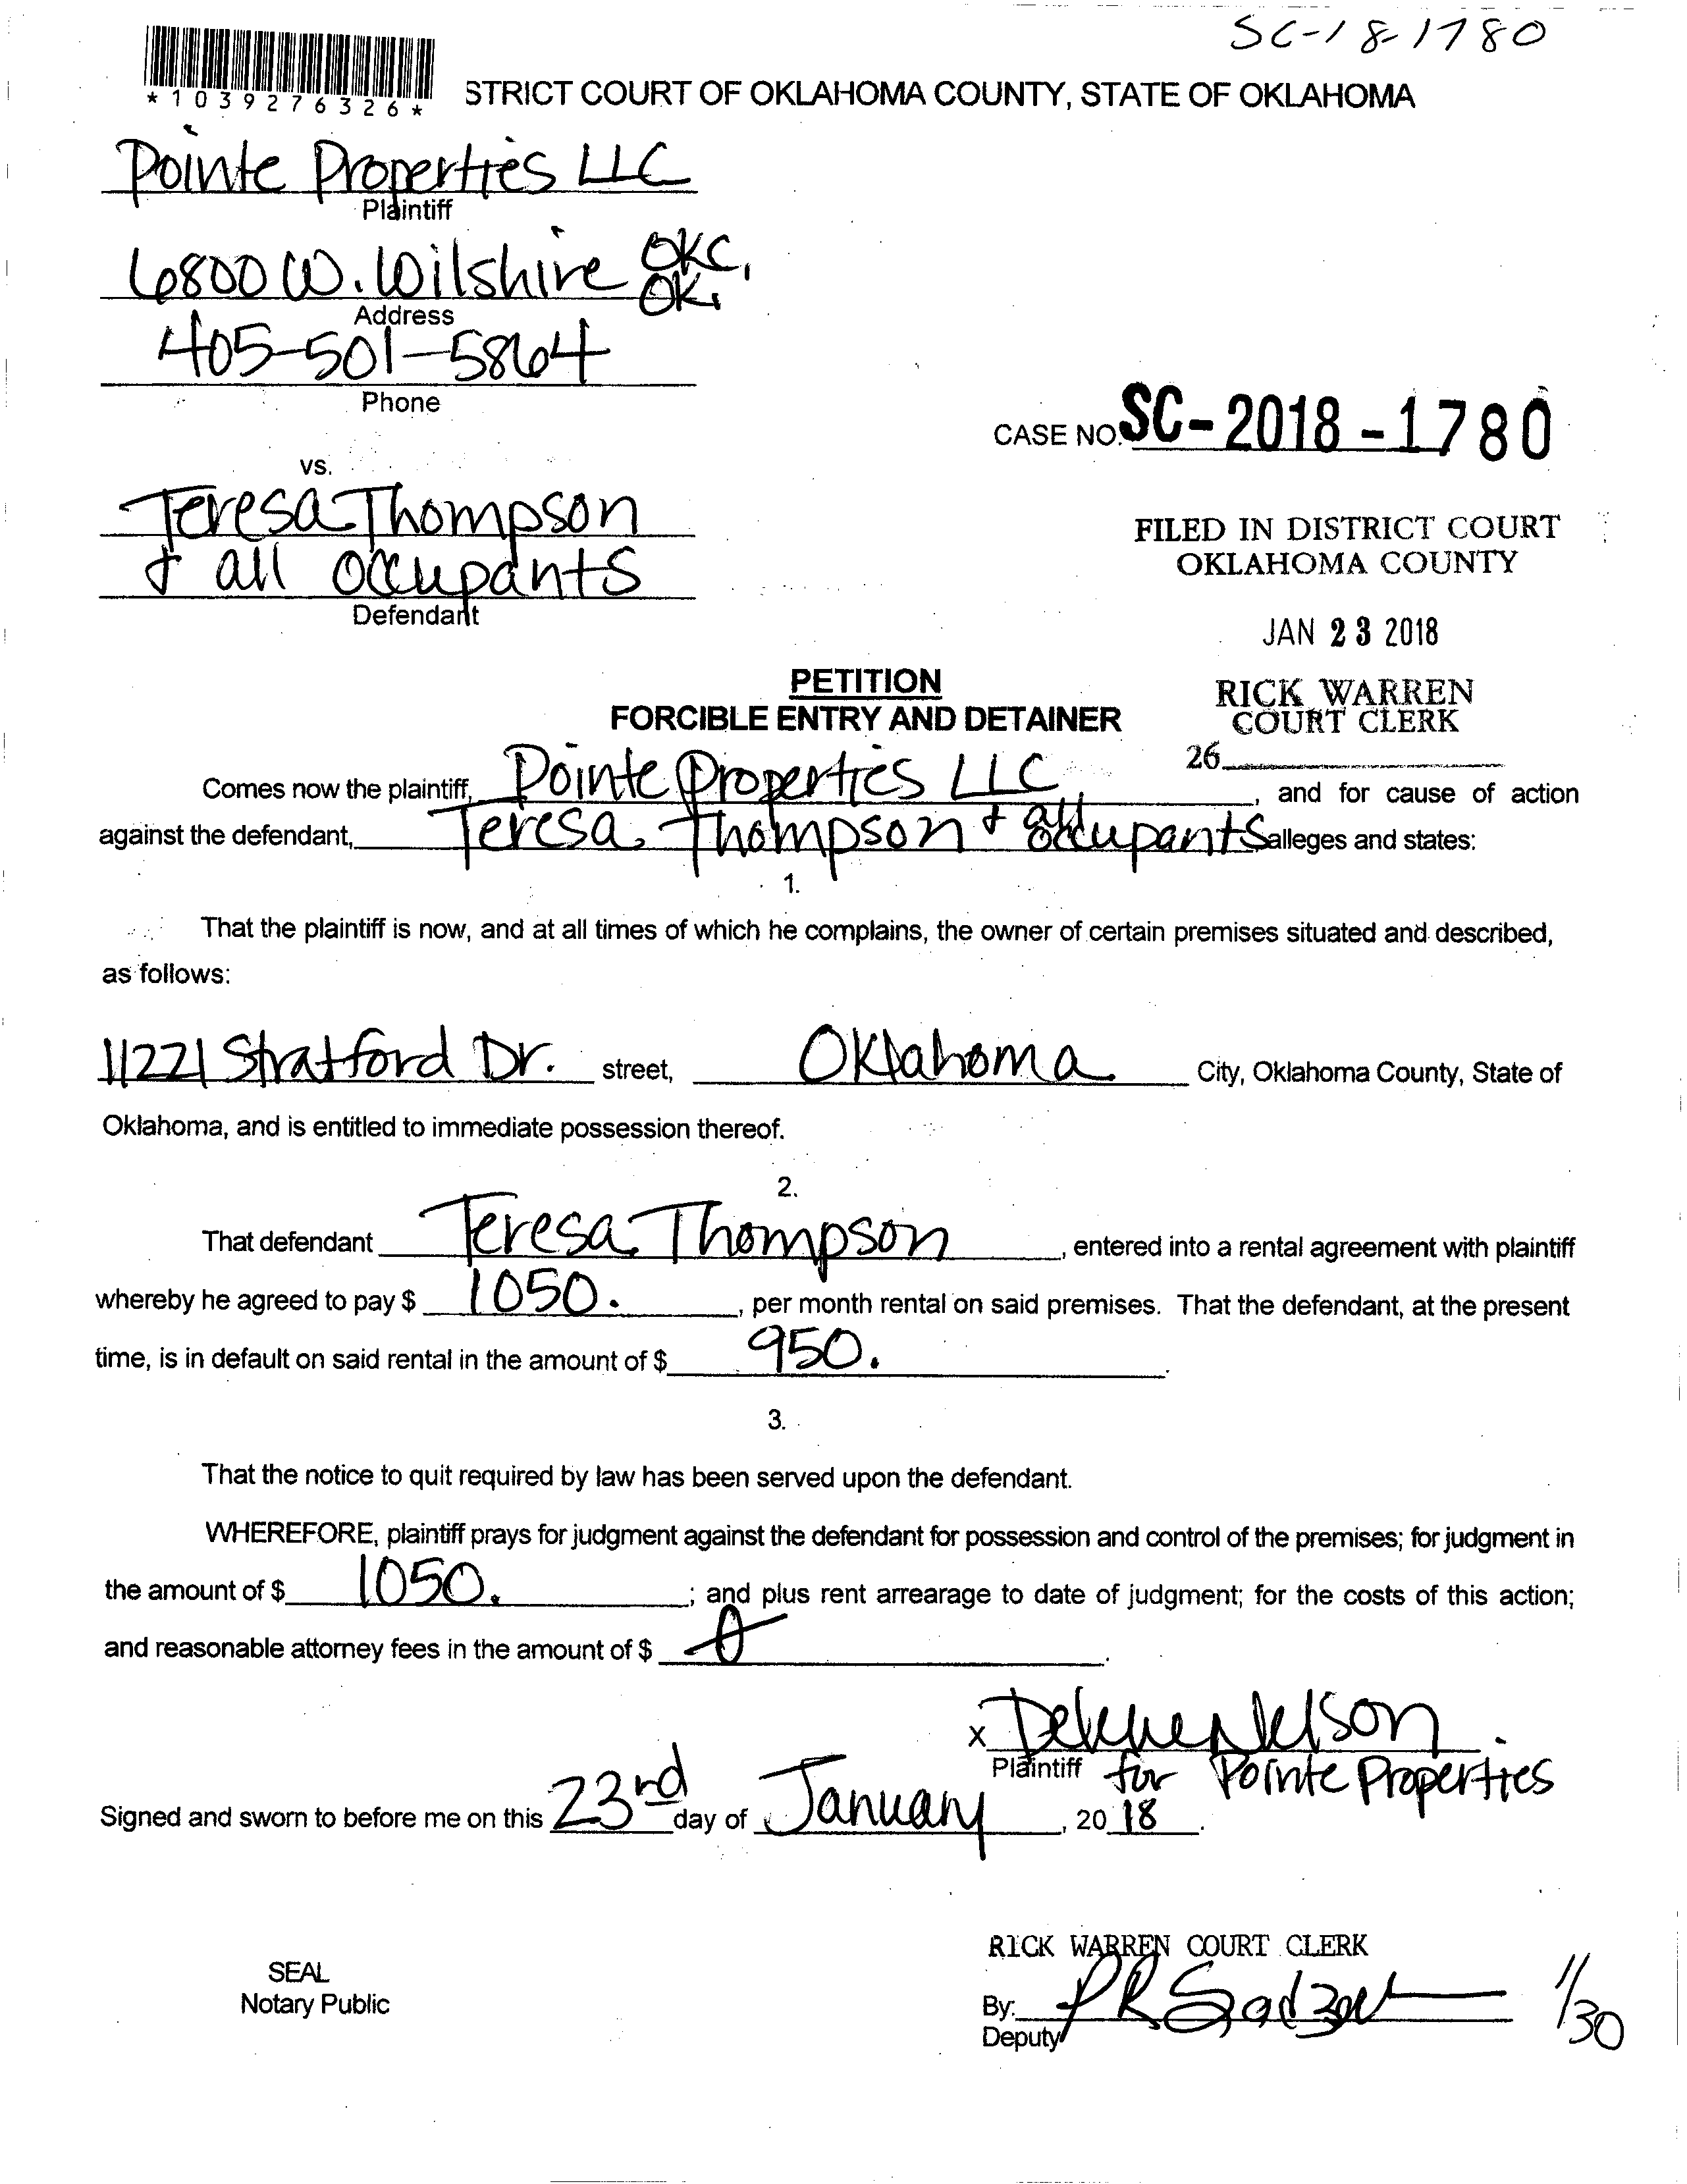 SC-18-1780
*1039276326*
STRICT COURT OF OKLAHOMA COUNTY, STATE OF OKLAHOMA
Pointe Properties LLC
Plaintiff
6800 W. Wilshire OKC, OK.
Address
405-501-5864
Phone
CASE NO. SC-2018-1780
vs.
Teresa Thompson
+ all occupants
Defendant
FILED IN DISTRICT COURT
OKLAHOMA COUNTY
JAN 23 2018
RICK WARREN
COURT CLERK
26
PETITION
FORCIBLE ENTRY AND DETAINER
Comes now the plaintiff, Pointe Properties LLC, and for cause of action
against the defendant, Teresa Thompson + all occupants alleges and states:
1.
That the plaintiff is now, and at all times of which he complains, the owner of certain premises situated and described,
as follows:
11221 Stratford Dr. street, Oklahoma City, Oklahoma County, State of
Oklahoma, and is entitled to immediate possession thereof.
2.
That defendant Teresa Thompson, entered into a rental agreement with plaintiff
whereby he agreed to pay $ 1050., per month rental on said premises. That the defendant, at the present
time, is in default on said rental in the amount of $ 950. .
3.
That the notice to quit required by law has been served upon the defendant.
WHEREFORE, plaintiff prays for judgment against the defendant for possession and control of the premises; for judgment in
the amount of $ 1050. ; and plus rent arrearage to date of judgment; for the costs of this action;
and reasonable attorney fees in the amount of $ 0 .
X Nelson
Plaintiff for Pointe Properties
Signed and sworn to before me on this 23rd day of January, 2018.
RICK WARREN COURT CLERK
SEAL
Notary Public
By:
Deputy
1/30